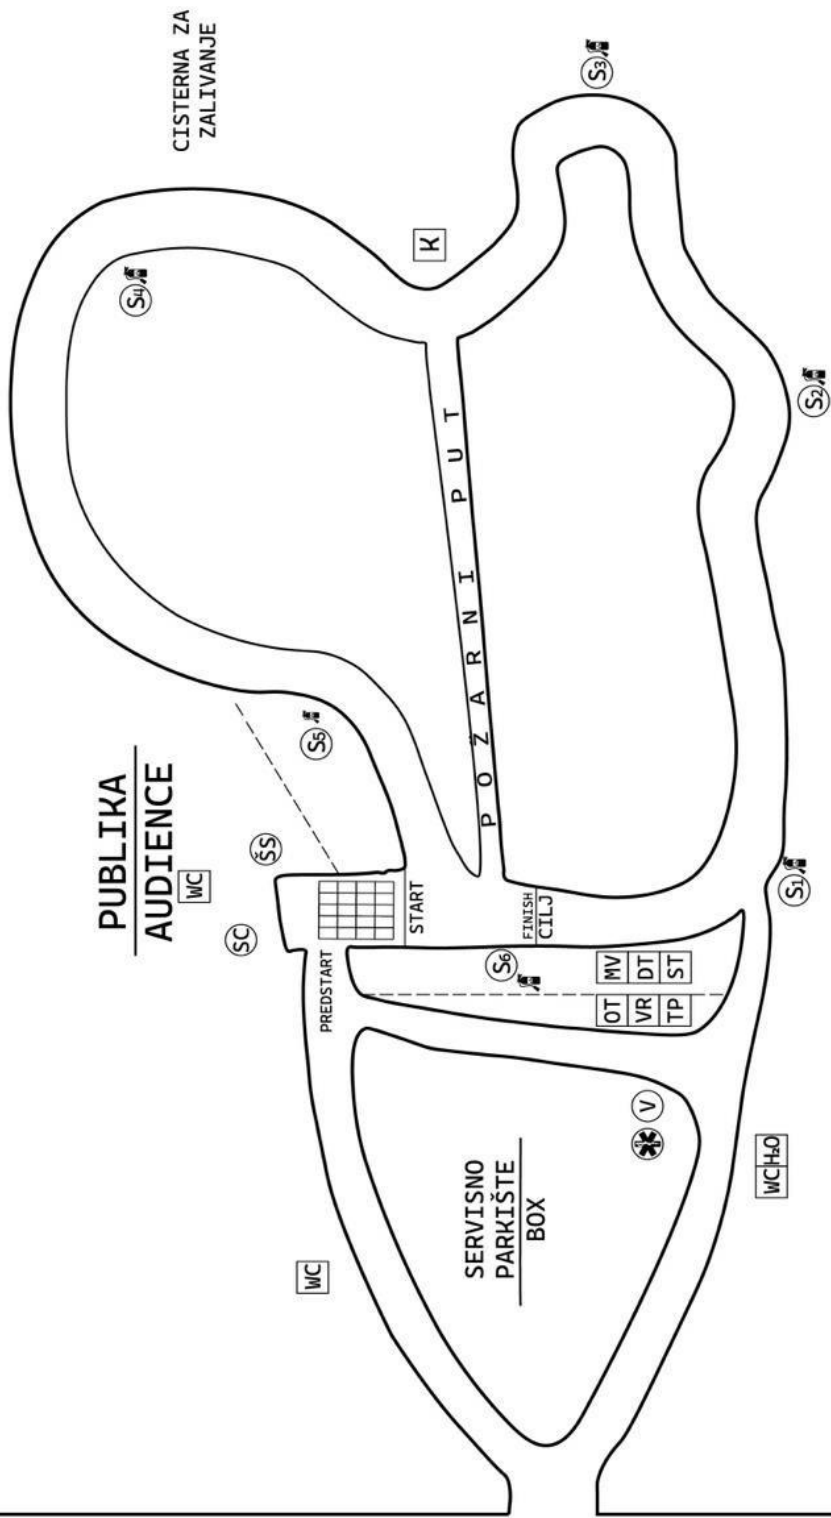 CISTERNA ZA
ZALIVANJE
PUBLIKA
AUDIENCE
WC
SC
ŠS
PREDSTART
START
FINISH
CILJ
POŽARNI PUT
K
S1
S2
S3
S4
S5
S6
OT MV
VR DT
TP ST
V
SERVISNO
PARKIŠTE
BOX
WC
WC H₂O